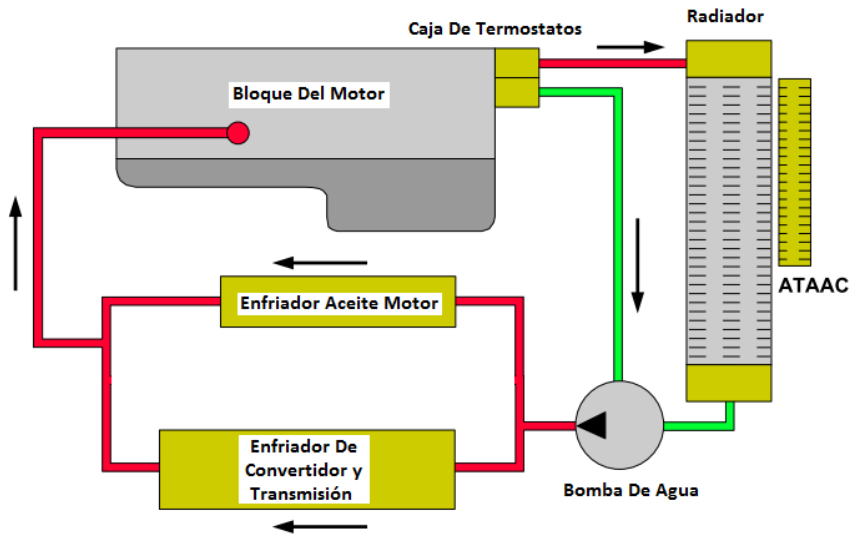 Radiador
Caja De Termostatos
Bloque Del Motor
ATAAC
Enfriador Aceite Motor
Enfriador De
Convertidor y
Transmisión
Bomba De Agua